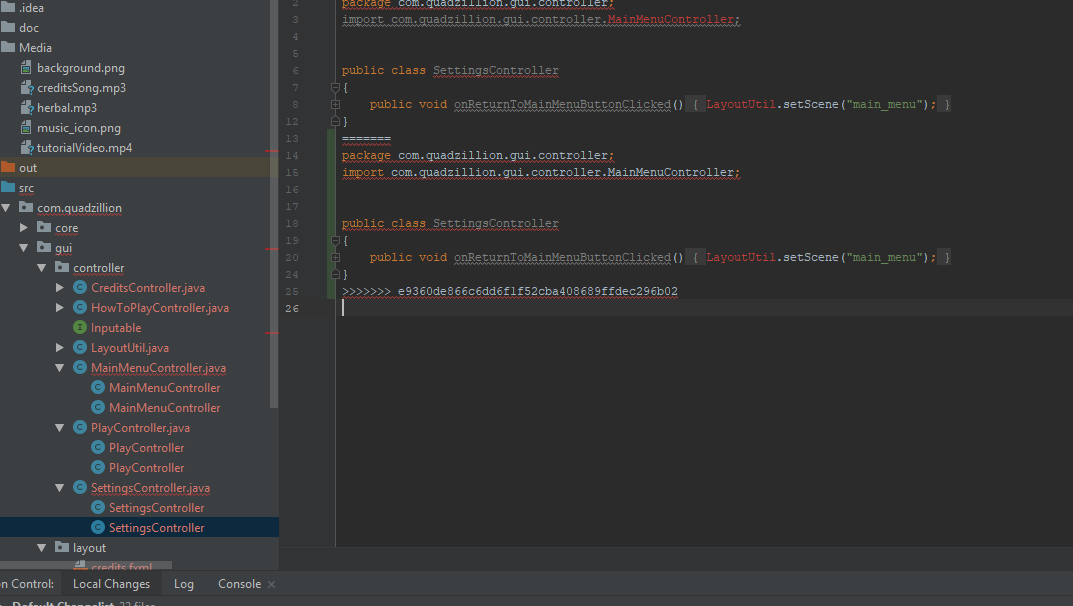 .idea
doc
Media
background.png
creditsSong.mp3
herbal.mp3
music_icon.png
tutorialVideo.mp4
out
src
com.quadzillion
core
gui
controller
CreditsController.java
HowToPlayController.java
Inputable
LayoutUtil.java
MainMenuController.java
MainMenuController
MainMenuController
PlayController.java
PlayController
PlayController
SettingsController.java
SettingsController
SettingsController
layout
credits.fxml
2 package com.quadzillion.gui.controller;
3 import com.quadzillion.gui.controller.MainMenuController;
4
5
6 public class SettingsController
7 {
8 public void onReturnToMainMenuButtonClicked() { LayoutUtil.setScene("main_menu"); }
12 }
13 =======
14 package com.quadzillion.gui.controller;
15 import com.quadzillion.gui.controller.MainMenuController;
16
17
18 public class SettingsController
19 {
20 public void onReturnToMainMenuButtonClicked() { LayoutUtil.setScene("main_menu"); }
24 }
25 >>>>>>> e9360de866c6dd6f1f52cba408689ffdec296b02
26
n Control: Local Changes Log Console ×
Default Changelist 22 files